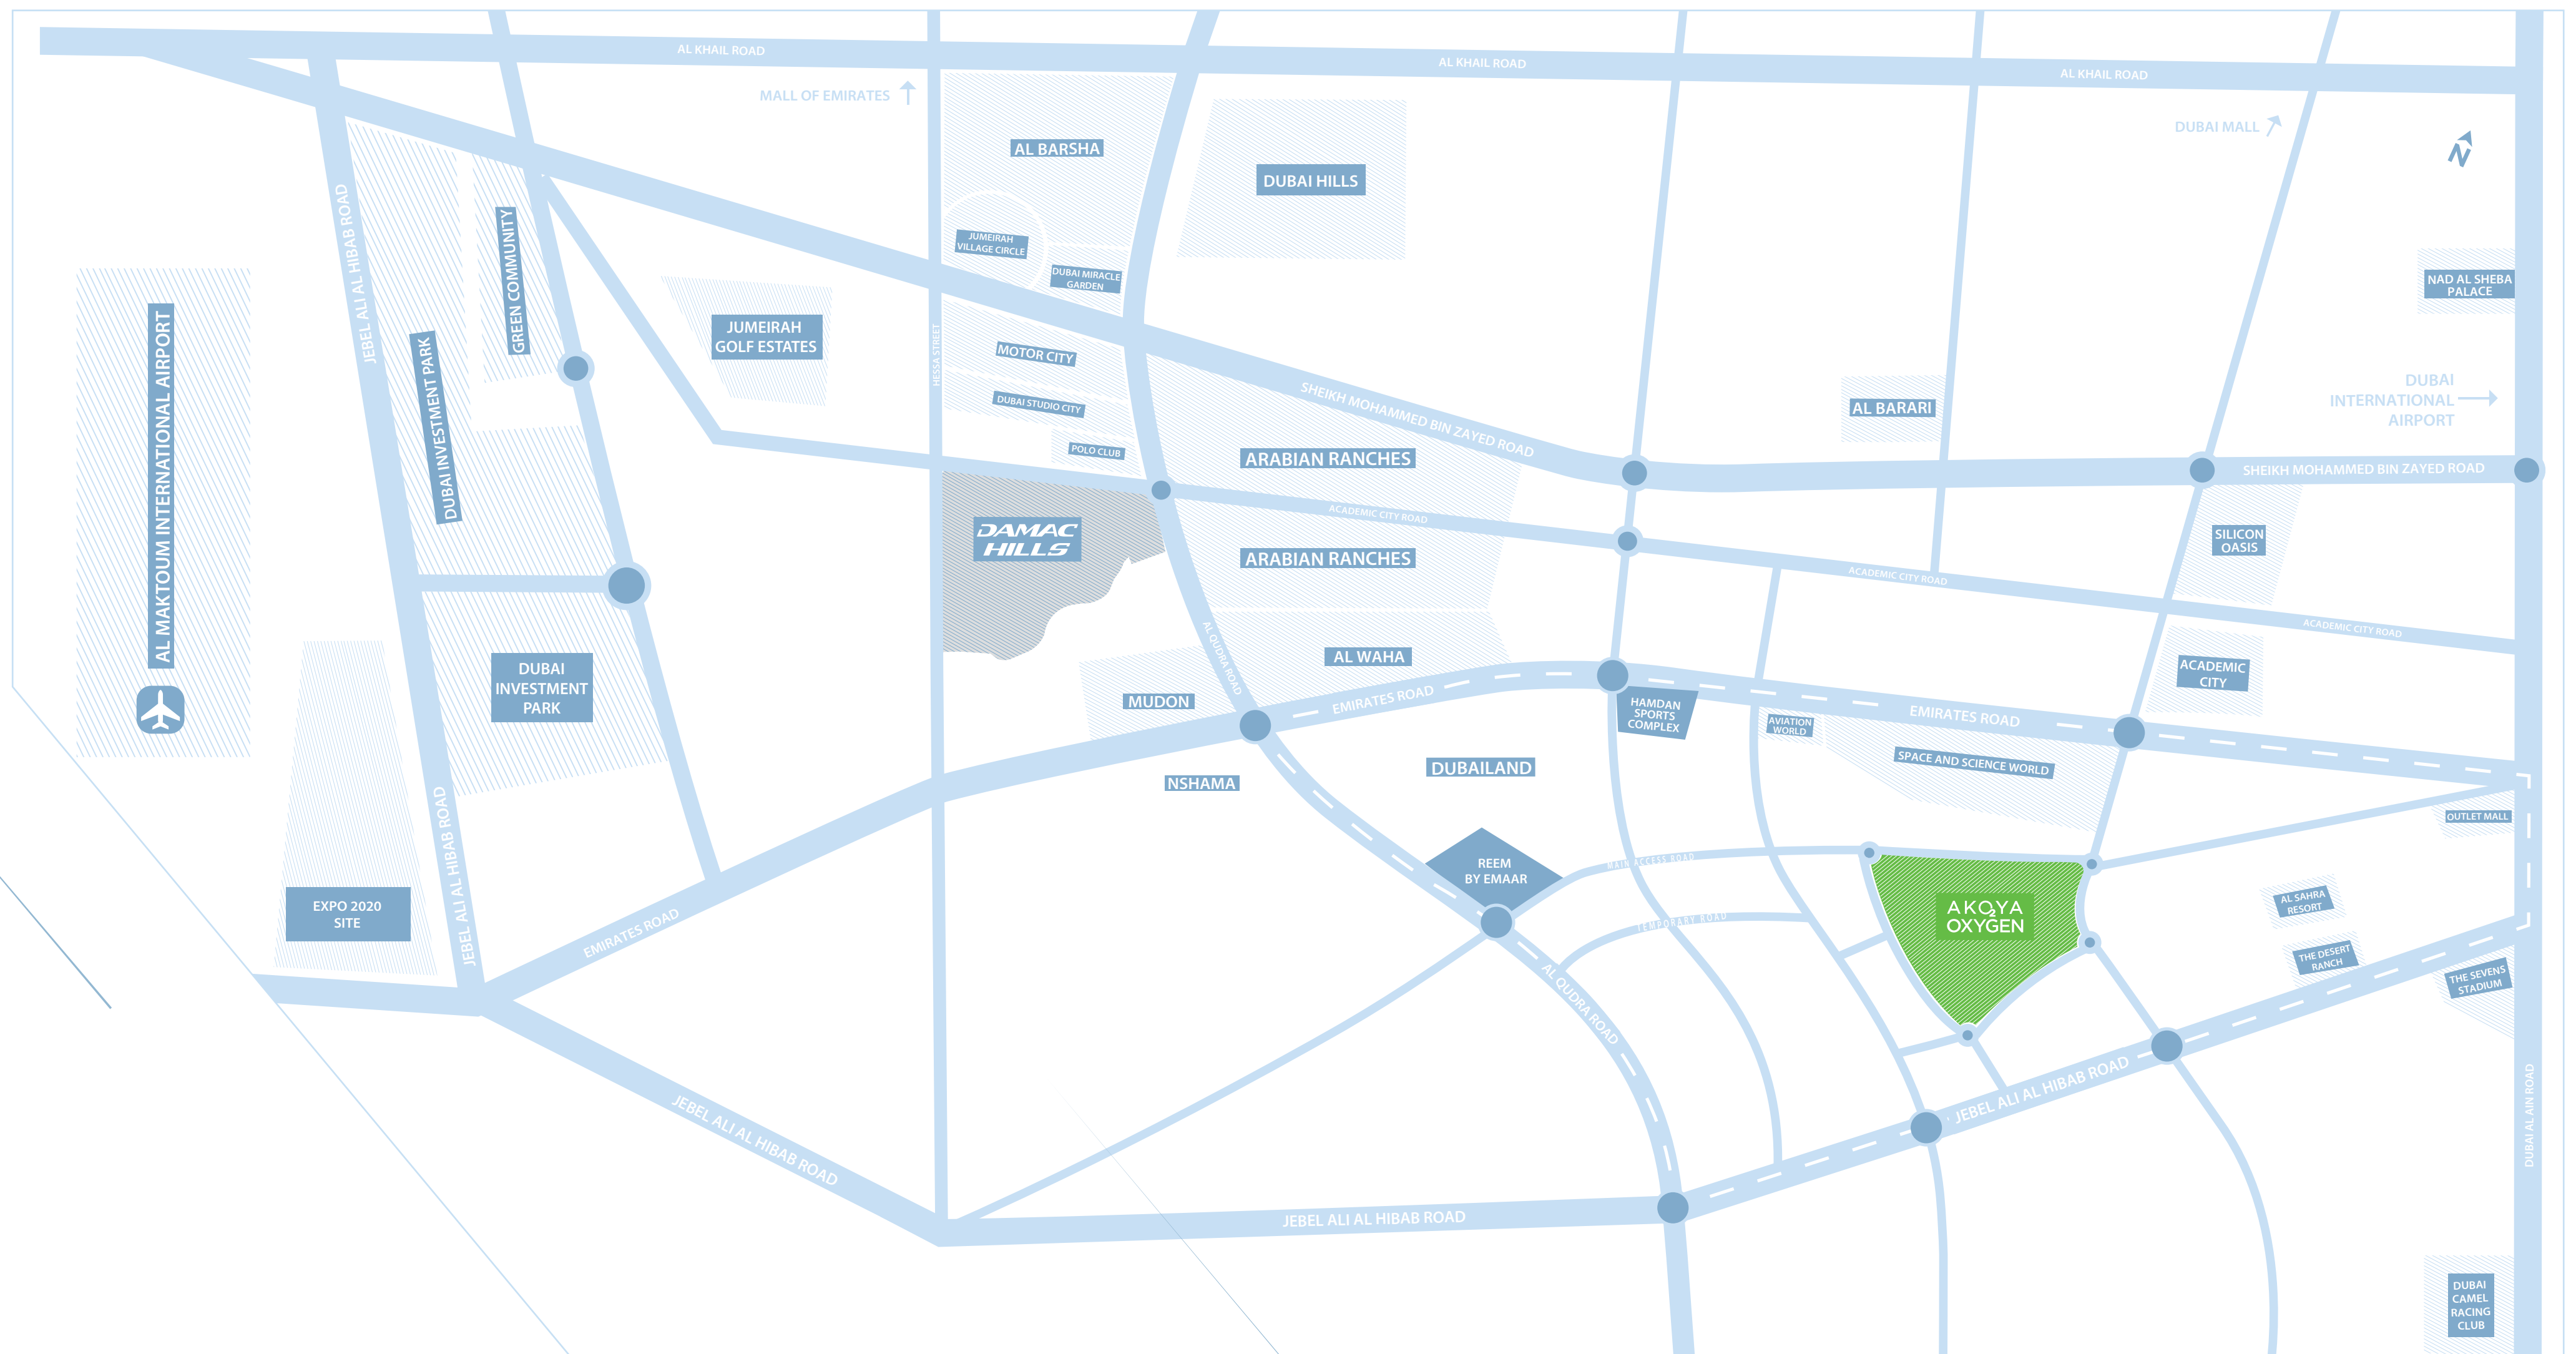 AL KHAIL ROAD
AL KHAIL ROAD
AL KHAIL ROAD
MALL OF EMIRATES
DUBAI MALL
N
AL BARSHA
DUBAI HILLS
JUMEIRAH
VILLAGE CIRCLE
DUBAI MIRACLE
GARDEN
JEBEL ALI AL HIBAB ROAD
GREEN COMMUNITY
NAD AL SHEBA
PALACE
JUMEIRAH
GOLF ESTATES
HESSA STREET
MOTOR CITY
DUBAI STUDIO CITY
POLO CLUB
SHEIKH MOHAMMED BIN ZAYED ROAD
AL BARARI
DUBAI
INTERNATIONAL
AIRPORT
AL MAKTOUM INTERNATIONAL AIRPORT
DUBAI INVESTMENT PARK
ARABIAN RANCHES
SHEIKH MOHAMMED BIN ZAYED ROAD
ACADEMIC CITY ROAD
DAMAC
HILLS
ARABIAN RANCHES
SILICON
OASIS
ACADEMIC CITY ROAD
ACADEMIC CITY ROAD
AL QUDRA ROAD
AL WAHA
ACADEMIC
CITY
DUBAI
INVESTMENT
PARK
MUDON
EMIRATES ROAD
HAMDAN
SPORTS
COMPLEX
AVIATION
WORLD
EMIRATES ROAD
SPACE AND SCIENCE WORLD
NSHAMA
DUBAILAND
OUTLET MALL
JEBEL ALI AL HIBAB ROAD
REEM
BY EMAAR
MAIN ACCESS ROAD
TEMPORARY ROAD
AKOYA
OXYGEN
2
AL SAHRA
RESORT
EXPO 2020
SITE
EMIRATES ROAD
THE DESERT
RANCH
THE SEVENS
STADIUM
AL QUDRA ROAD
JEBEL ALI AL HIBAB ROAD
JEBEL ALI AL HIBAB ROAD
DUBAI AL AIN ROAD
JEBEL ALI AL HIBAB ROAD
DUBAI
CAMEL
RACING
CLUB